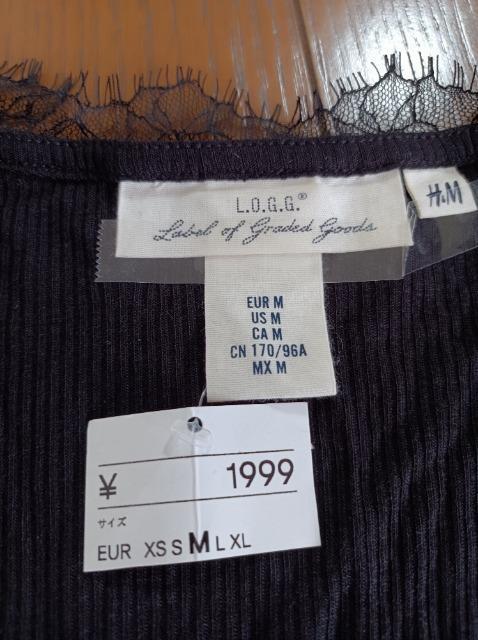 L.O.G.G.®
Label of Graded Goods
H&M
EUR M
US M
CA M
CN 170/96A
MX M
¥ 1999
サイズ
EUR XS S M L XL